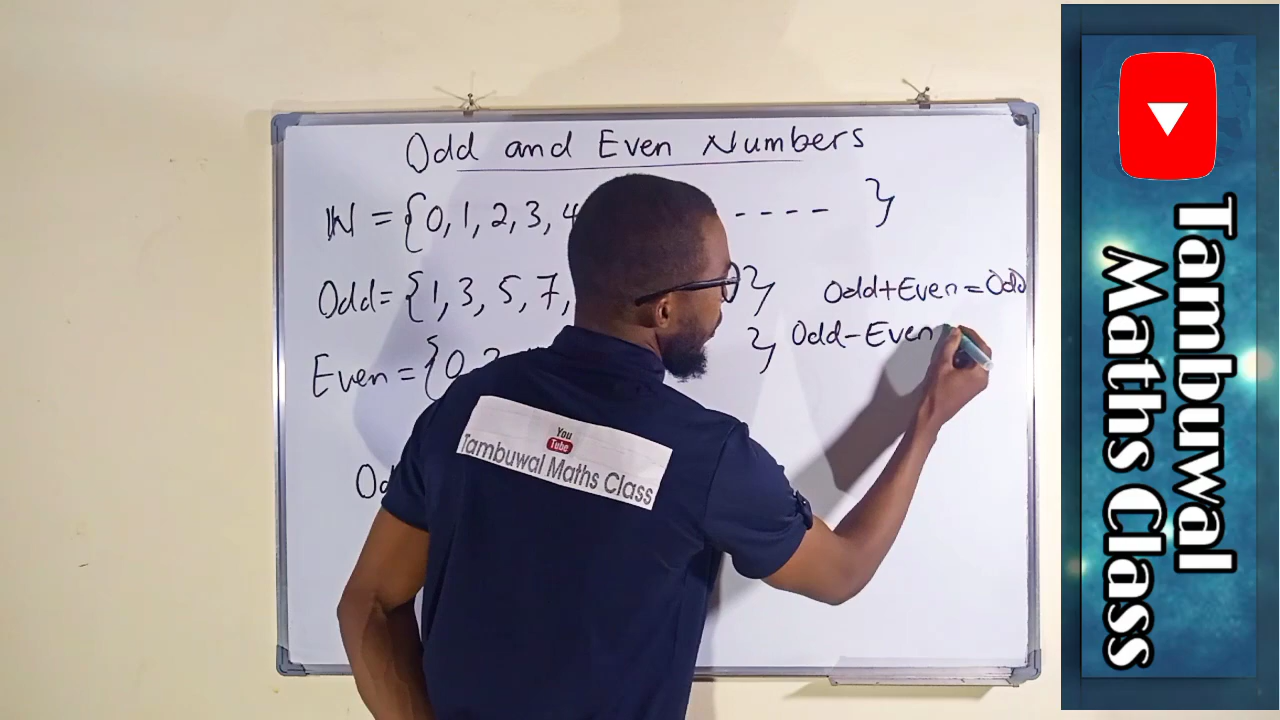 Odd and Even Numbers
ℕ = {0, 1, 2, 3, 4 - - - - }
Odd = {1, 3, 5, 7, }
Odd + Even = Odd
Odd - Even
Even = {0, 2 }
You
Tube
Tambuwal Maths Class
Tambuwal
Maths Class